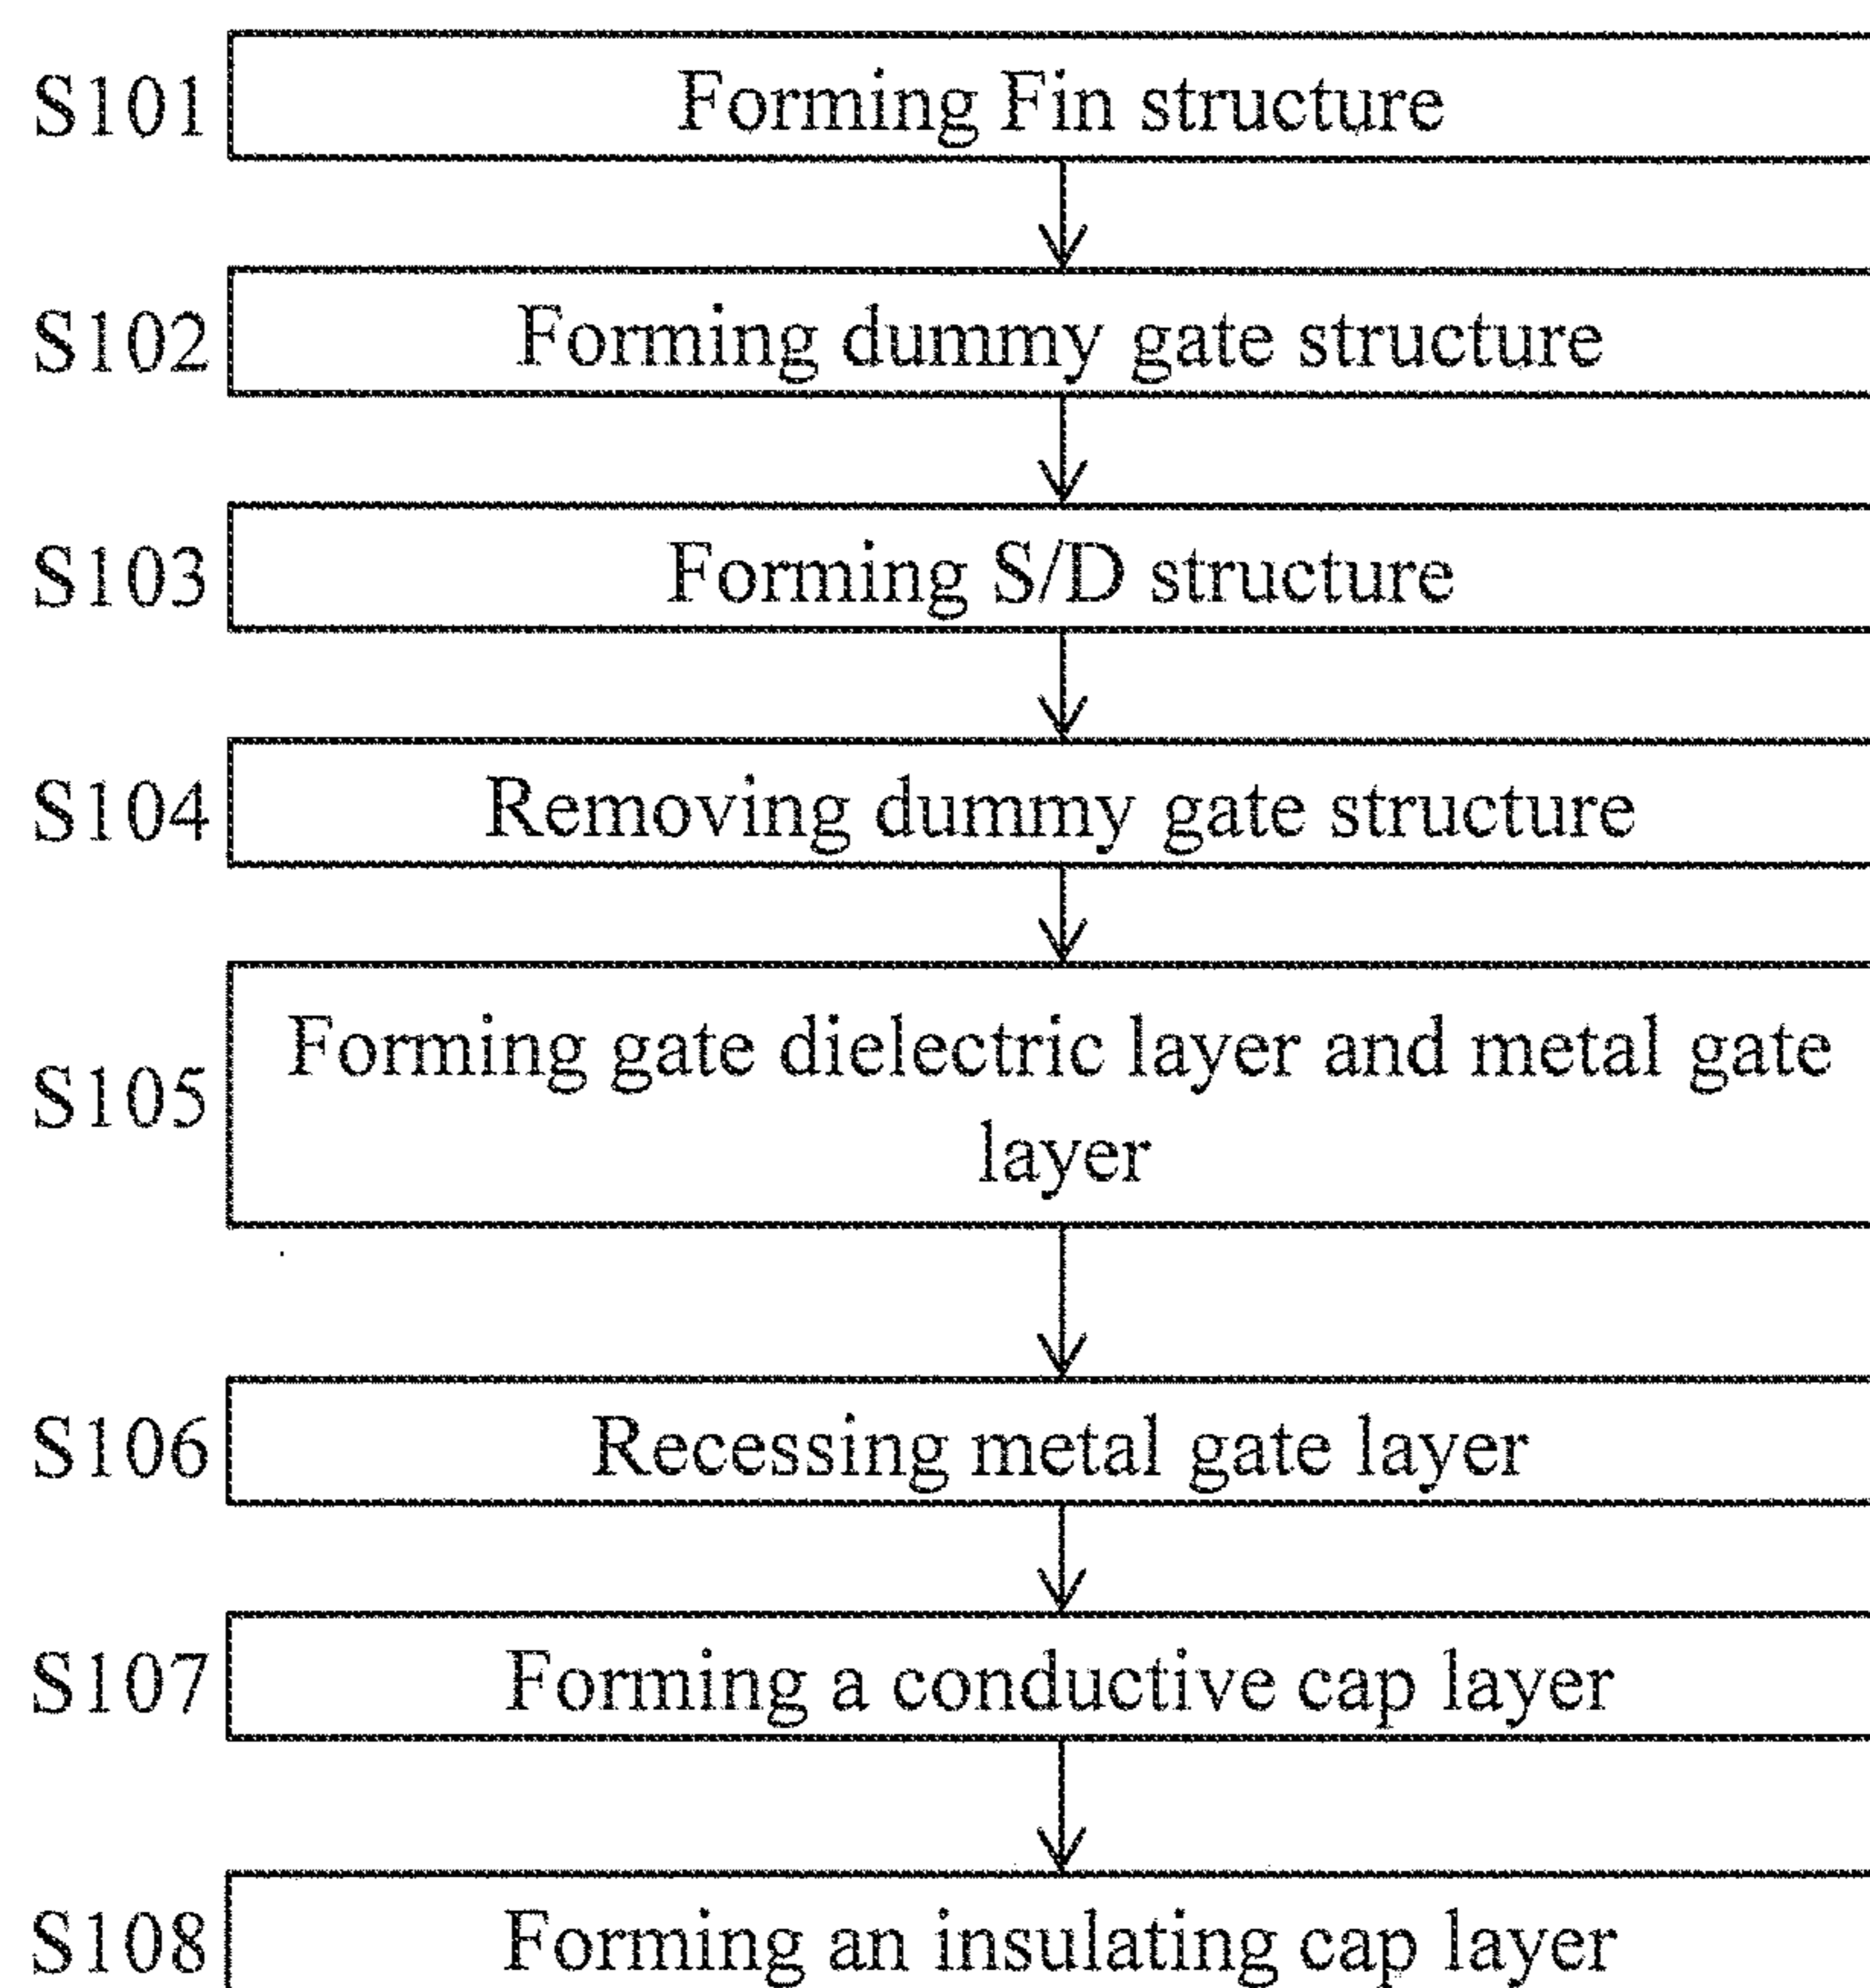 S101 Forming Fin structure
S102 Forming dummy gate structure
S103 Forming S/D structure
S104 Removing dummy gate structure
S105 Forming gate dielectric layer and metal gate
layer
S106 Recessing metal gate layer
S107 Forming a conductive cap layer
S108 Forming an insulating cap layer